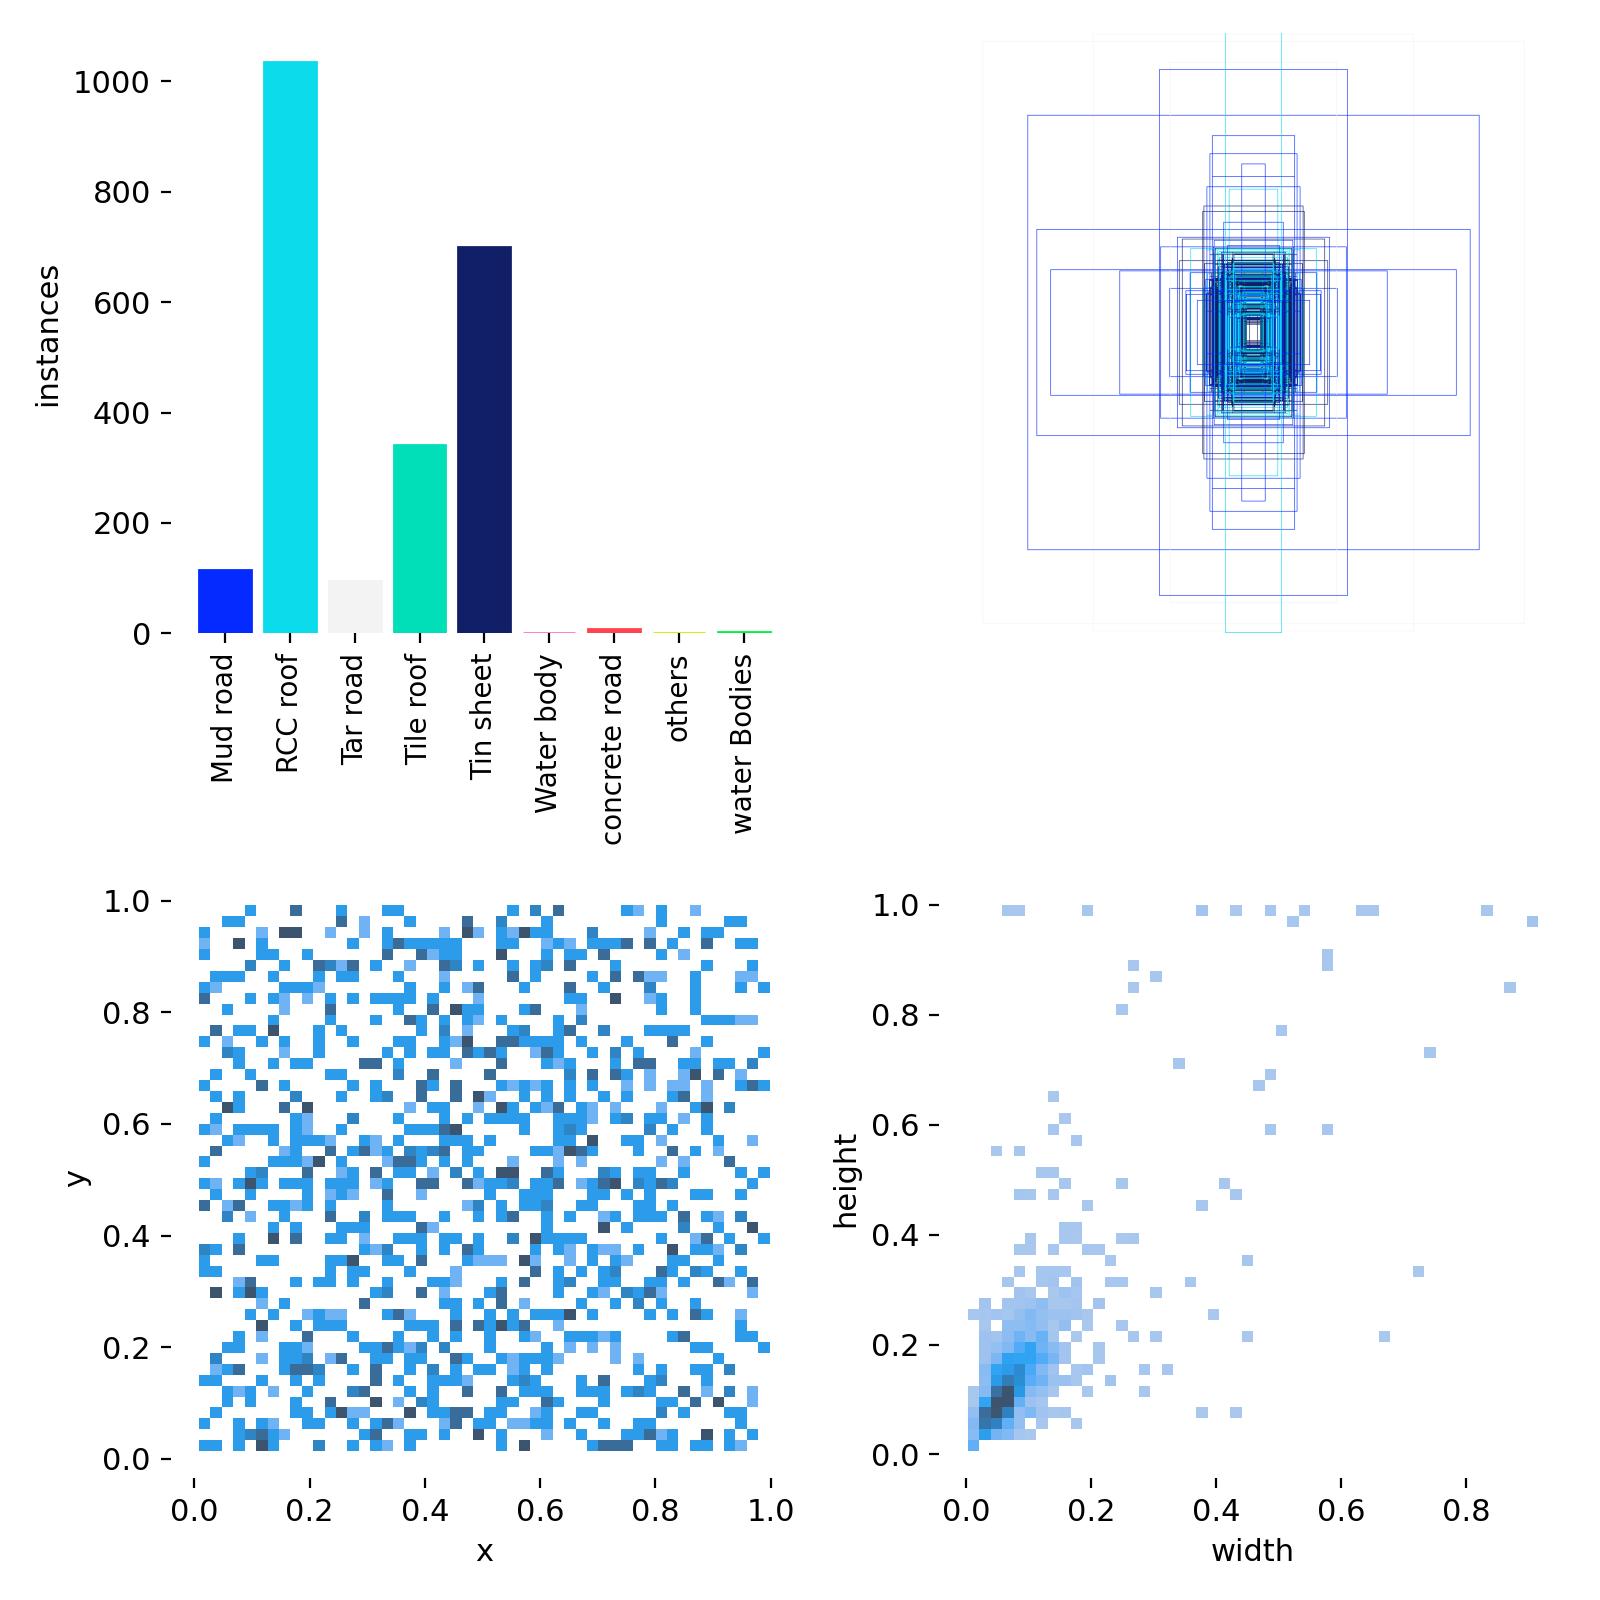 1000
800
600
400
200
0
instances
Mud road
RCC roof
Tar road
Tile roof
Tin sheet
Water body
concrete road
others
water Bodies
1.0
0.8
0.6
0.4
0.2
0.0
y
0.0 0.2 0.4 0.6 0.8 1.0
x
1.0
0.8
0.6
0.4
0.2
0.0
height
0.0 0.2 0.4 0.6 0.8
width